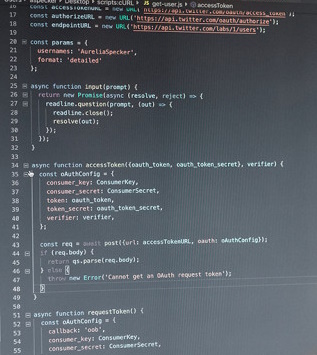 aspecker > Desktop > scripts:cURL > get-user.js > accessToken
17 const accessTokenURL = new URL('https://api.twitter.com/oauth/access_token');
18 const authorizeURL = new URL('https://api.twitter.com/oauth/authorize');
19 const endpointURL = new URL('https://api.twitter.com/labs/1/users');
20 const params = {
21 usernames: 'AureliaSpecker',
22 format: 'detailed'
23 };
24
25 async function input(prompt) {
26 return new Promise(async (resolve, reject) => {
27 readline.question(prompt, (out) => {
28 readline.close();
29 resolve(out);
30 });
31 });
32 }
33
34 async function accessToken({oauth_token, oauth_token_secret}, verifier) {
35 const oAuthConfig = {
36 consumer_key: ConsumerKey,
37 consumer_secret: ConsumerSecret,
38 token: oauth_token,
39 token_secret: oauth_token_secret,
40 verifier: verifier,
41 };
42
43 const req = await post({url: accessTokenURL, oauth: oAuthConfig});
44 if (req.body) {
45 return qs.parse(req.body);
46 } else {
47 throw new Error('Cannot get an OAuth request token');
48 }
49 }
50
51 async function requestToken() {
52 const oAuthConfig = {
53 callback: 'oob',
54 consumer_key: ConsumerKey,
55 consumer_secret: ConsumerSecret,